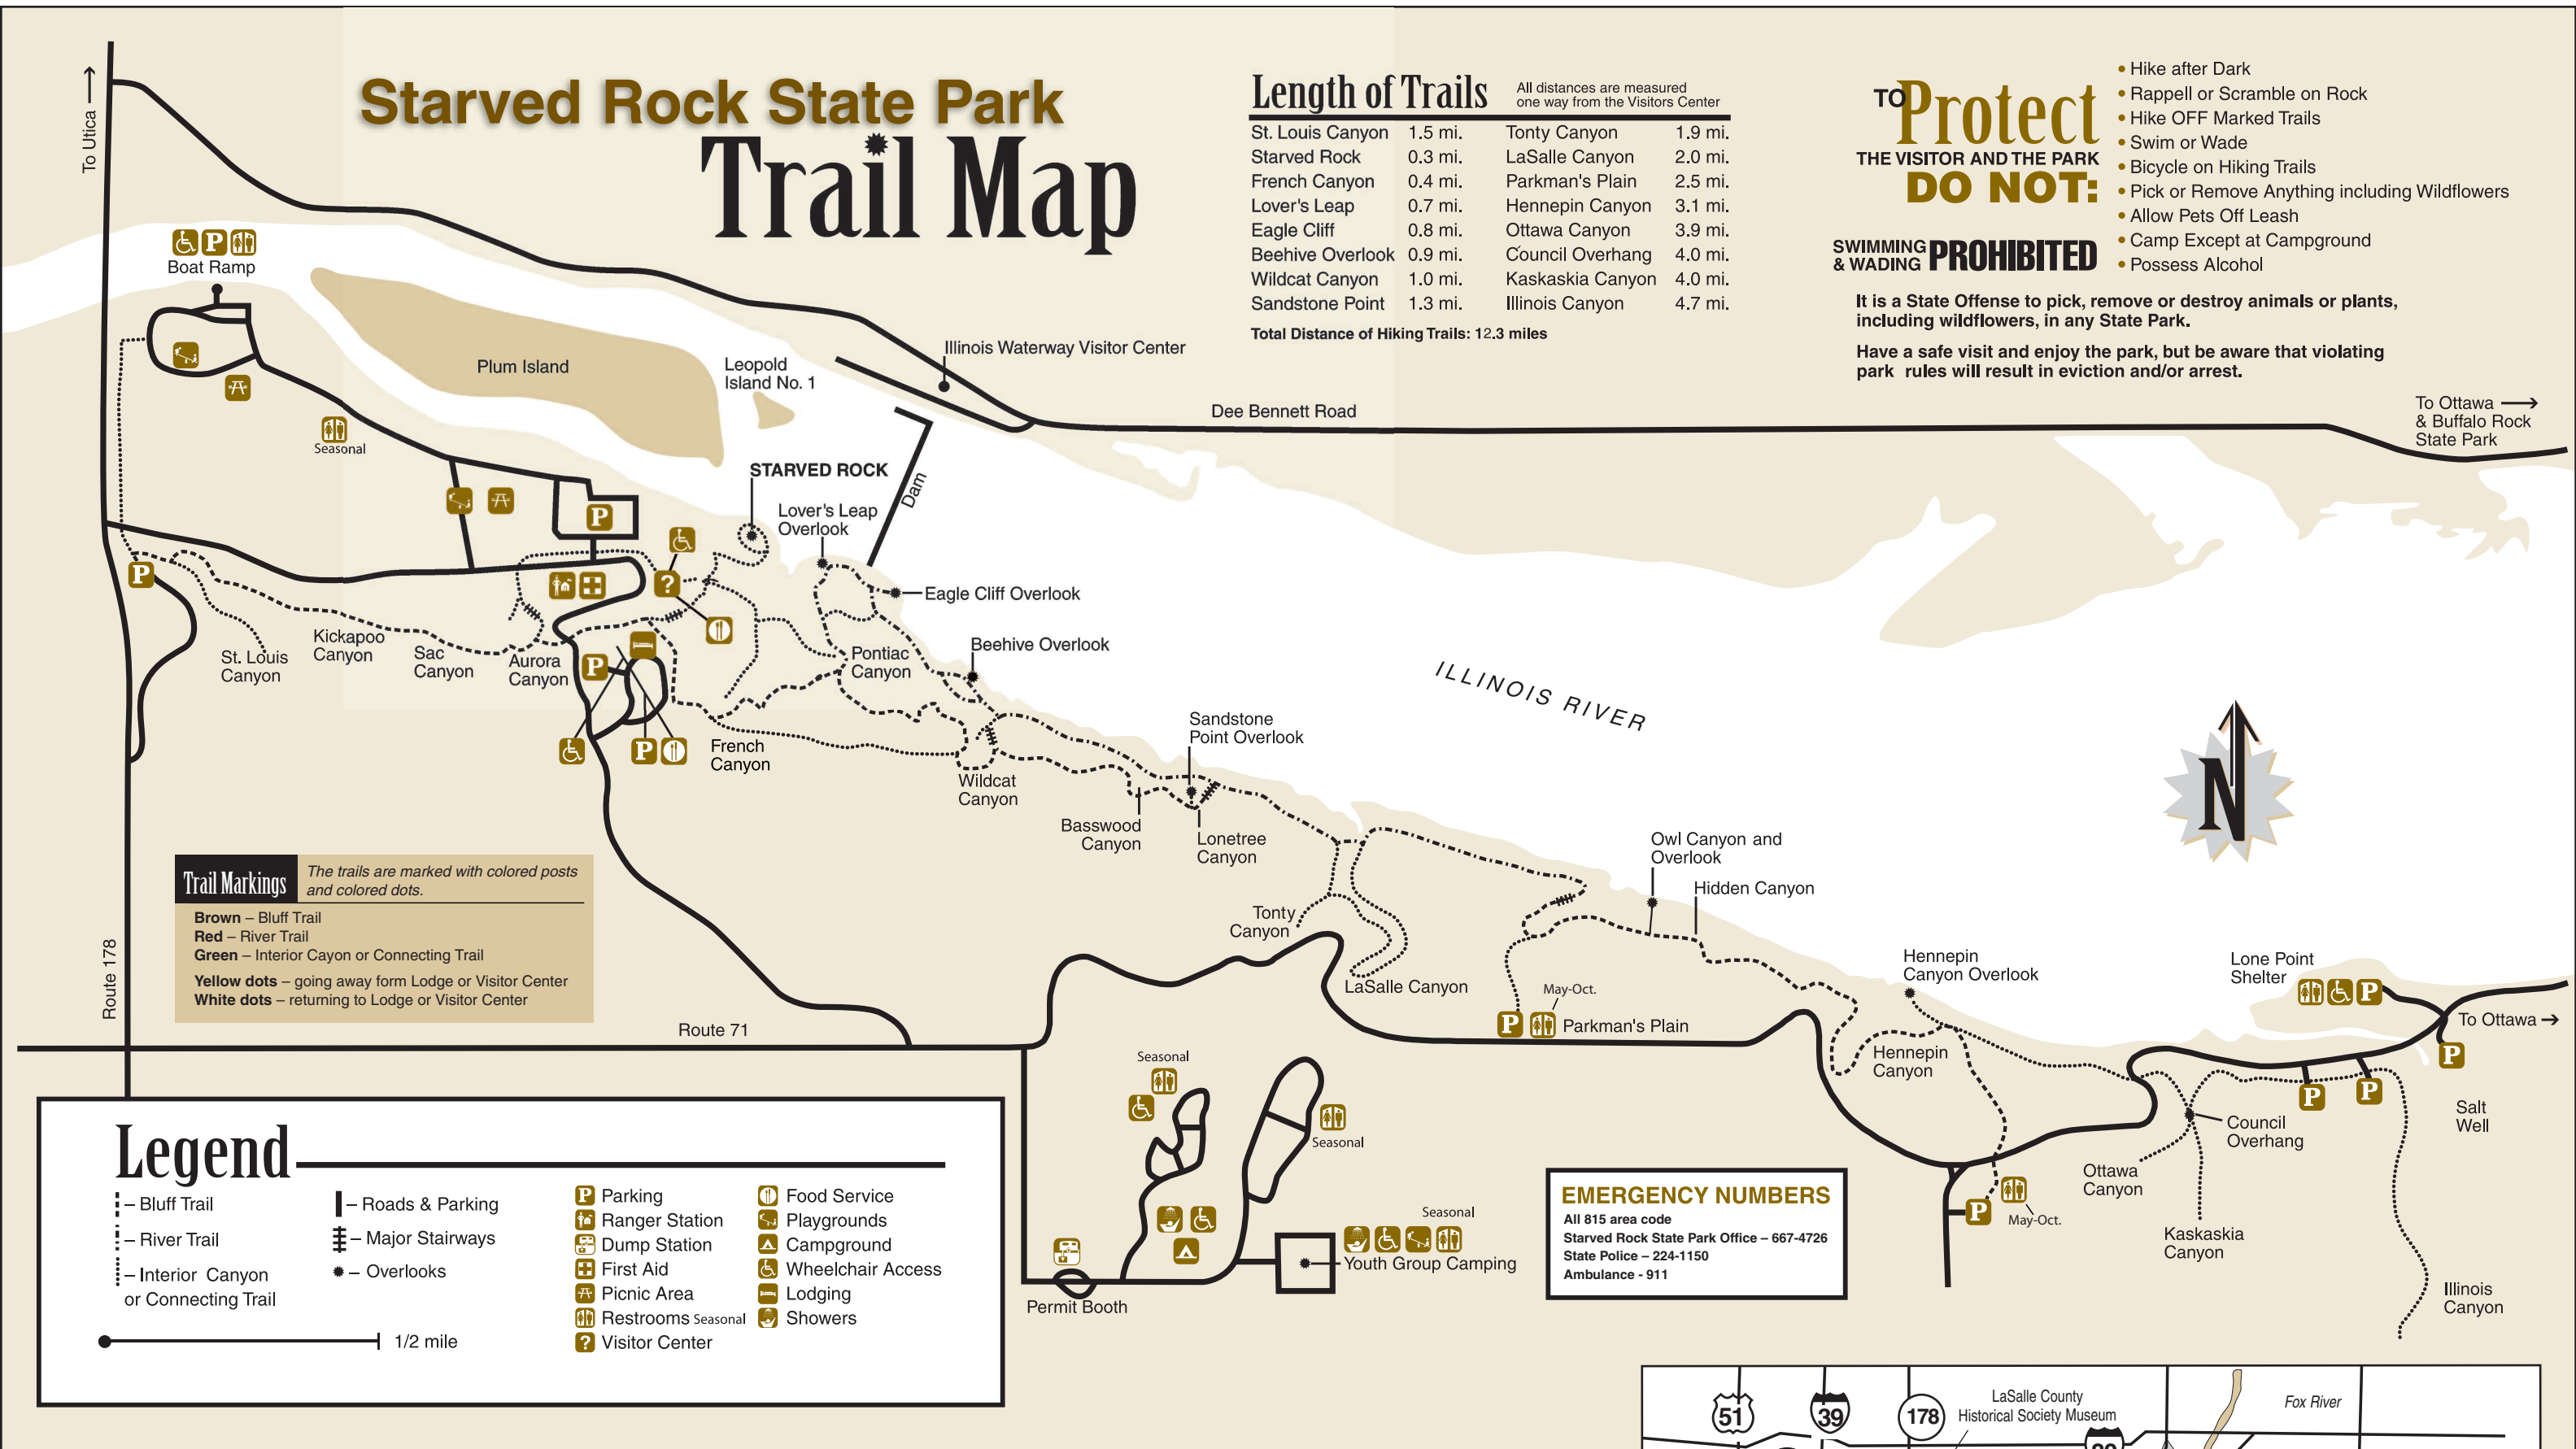 To Utica
Starved Rock State Park
Trail Map
Length of Trails
All distances are measured
one way from the Visitors Center
St. Louis Canyon 1.5 mi. Tonty Canyon 1.9 mi.
Starved Rock 0.3 mi. LaSalle Canyon 2.0 mi.
French Canyon 0.4 mi. Parkman's Plain 2.5 mi.
Lover's Leap 0.7 mi. Hennepin Canyon 3.1 mi.
Eagle Cliff 0.8 mi. Ottawa Canyon 3.9 mi.
Beehive Overlook 0.9 mi. Council Overhang 4.0 mi.
Wildcat Canyon 1.0 mi. Kaskaskia Canyon 4.0 mi.
Sandstone Point 1.3 mi. Illinois Canyon 4.7 mi.
Total Distance of Hiking Trails: 12.3 miles
TO Protect
THE VISITOR AND THE PARK
DO NOT:
SWIMMING
& WADING PROHIBITED
• Hike after Dark
• Rappell or Scramble on Rock
• Hike OFF Marked Trails
• Swim or Wade
• Bicycle on Hiking Trails
• Pick or Remove Anything including Wildflowers
• Allow Pets Off Leash
• Camp Except at Campground
• Possess Alcohol
It is a State Offense to pick, remove or destroy animals or plants,
including wildflowers, in any State Park.
Have a safe visit and enjoy the park, but be aware that violating
park rules will result in eviction and/or arrest.
P
Boat Ramp
Plum Island
Leopold
Island No. 1
Illinois Waterway Visitor Center
Dee Bennett Road
To Ottawa
& Buffalo Rock
State Park
Seasonal
STARVED ROCK
Dam
Lover's Leap
Overlook
P
P
?
Eagle Cliff Overlook
Beehive Overlook
Kickapoo
Canyon
St. Louis
Canyon
Sac
Canyon
Aurora
Canyon
P
Pontiac
Canyon
ILLINOIS RIVER
N
P
French
Canyon
Wildcat
Canyon
Sandstone
Point Overlook
Basswood
Canyon
Lonetree
Canyon
Owl Canyon and
Overlook
Hidden Canyon
Trail Markings
The trails are marked with colored posts
and colored dots.
Brown – Bluff Trail
Red – River Trail
Green – Interior Cayon or Connecting Trail
Yellow dots – going away form Lodge or Visitor Center
White dots – returning to Lodge or Visitor Center
Route 178
Tonty
Canyon
LaSalle Canyon
May-Oct.
P
Parkman's Plain
Hennepin
Canyon Overlook
Lone Point
Shelter
P
To Ottawa
P
Route 71
Hennepin
Canyon
P
P
Salt
Well
Council
Overhang
Ottawa
Canyon
Kaskaskia
Canyon
Illinois
Canyon
P
May-Oct.
Seasonal
Seasonal
Seasonal
Youth Group Camping
Permit Booth
EMERGENCY NUMBERS
All 815 area code
Starved Rock State Park Office – 667-4726
State Police – 224-1150
Ambulance - 911
Legend
– Bluff Trail
– River Trail
– Interior Canyon
or Connecting Trail
1/2 mile
– Roads & Parking
– Major Stairways
– Overlooks
P Parking
Ranger Station
Dump Station
First Aid
Picnic Area
Restrooms Seasonal
? Visitor Center
Food Service
Playgrounds
Campground
Wheelchair Access
Lodging
Showers
51
39
178
LaSalle County
Historical Society Museum
Fox River